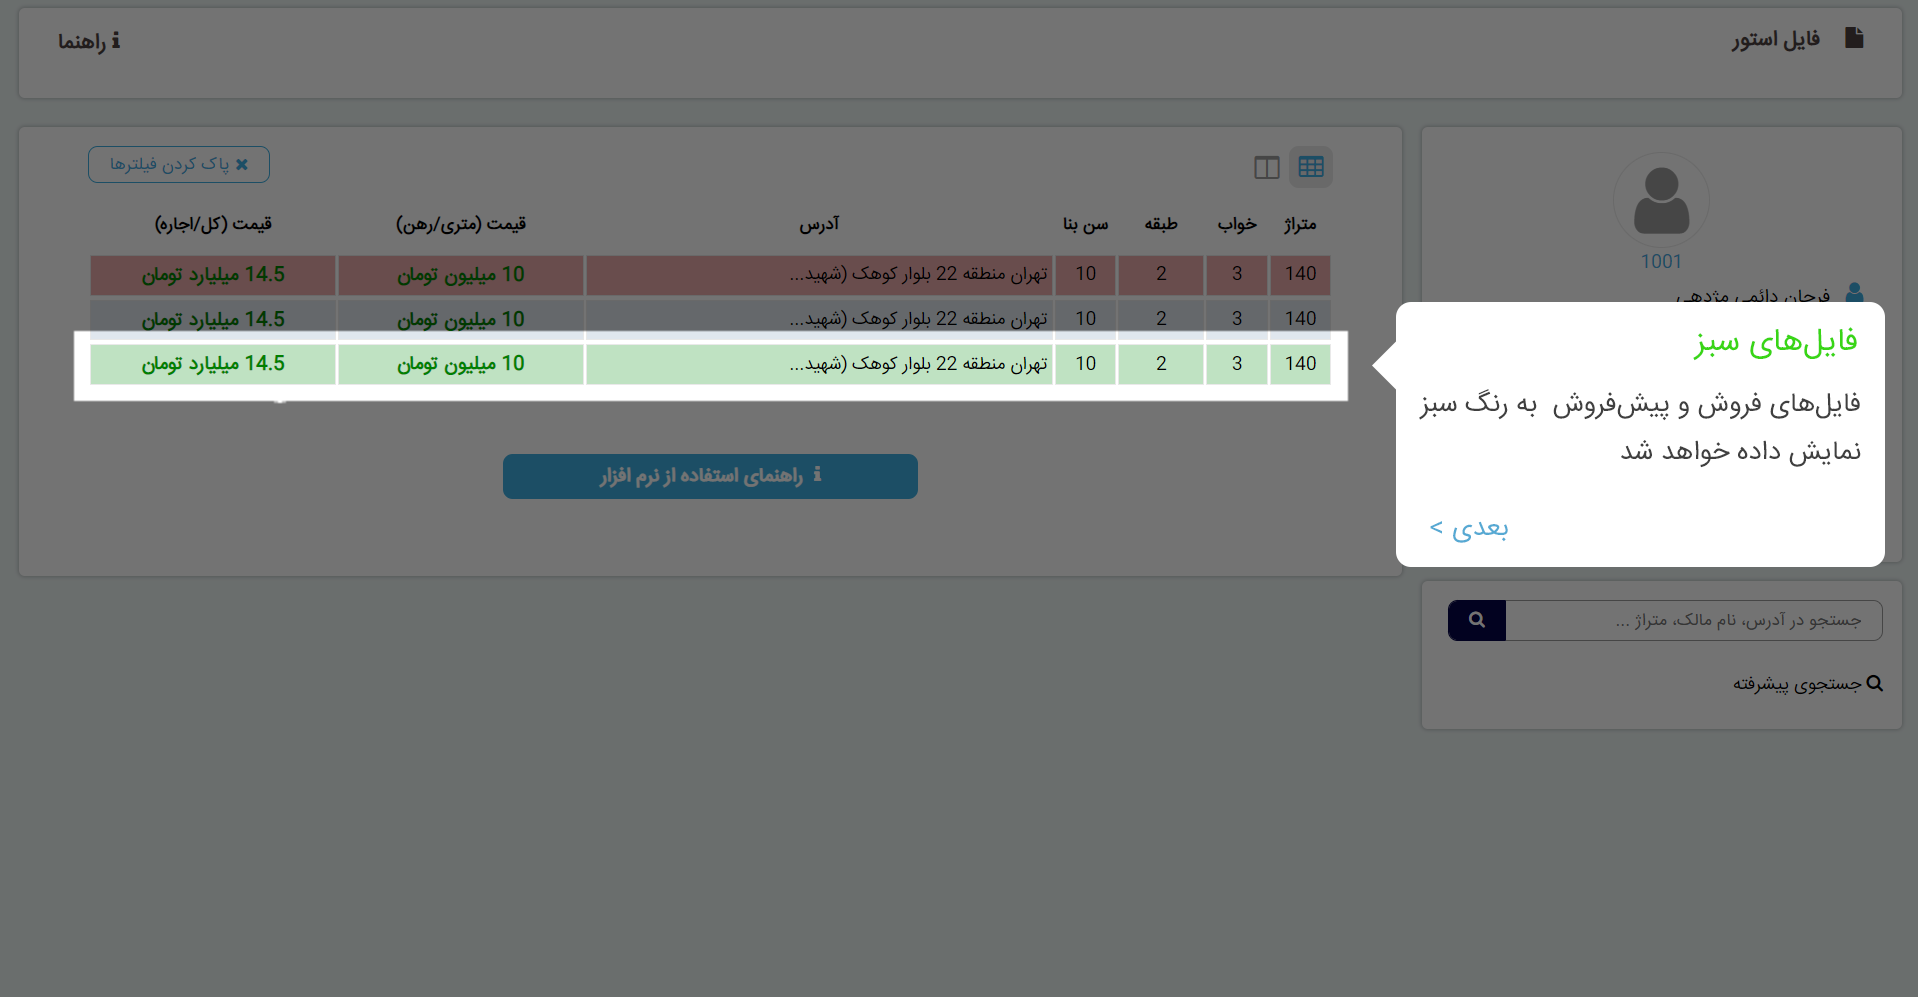 فایل استور
راهنما
پاک کردن فیلترها
متراژ خواب طبقه سن بنا آدرس قیمت (متری/رهن) قیمت (کل/اجاره)
140 3 2 10 تهران منطقه 22 بلوار کوهک (شهید... 10 میلیون تومان 14.5 میلیارد تومان
140 3 2 10 تهران منطقه 22 بلوار کوهک (شهید... 10 میلیون تومان 14.5 میلیارد تومان
140 3 2 10 تهران منطقه 22 بلوار کوهک (شهید... 10 میلیون تومان 14.5 میلیارد تومان
راهنمای استفاده از نرم افزار
1001
فرجان دائمی مژدهی
فایل‌های سبز
فایل‌های فروش و پیش‌فروش به رنگ سبز
نمایش داده خواهد شد
بعدی >
جستجو در آدرس، نام مالک، متراژ ...
جستجوی پیشرفته